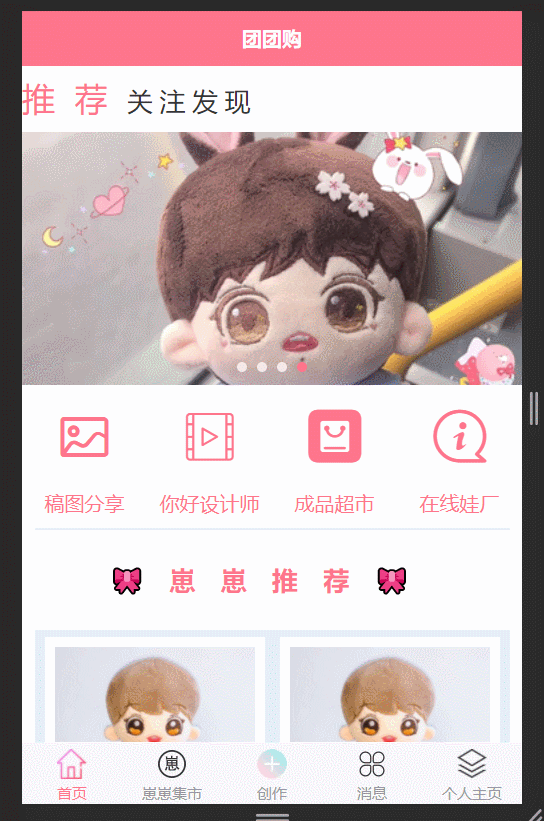 团团购
推荐 关注发现
稿图分享 你好设计师 成品超市 在线娃厂
崽崽推荐
崽
首页 崽崽集市 创作 消息 个人主页